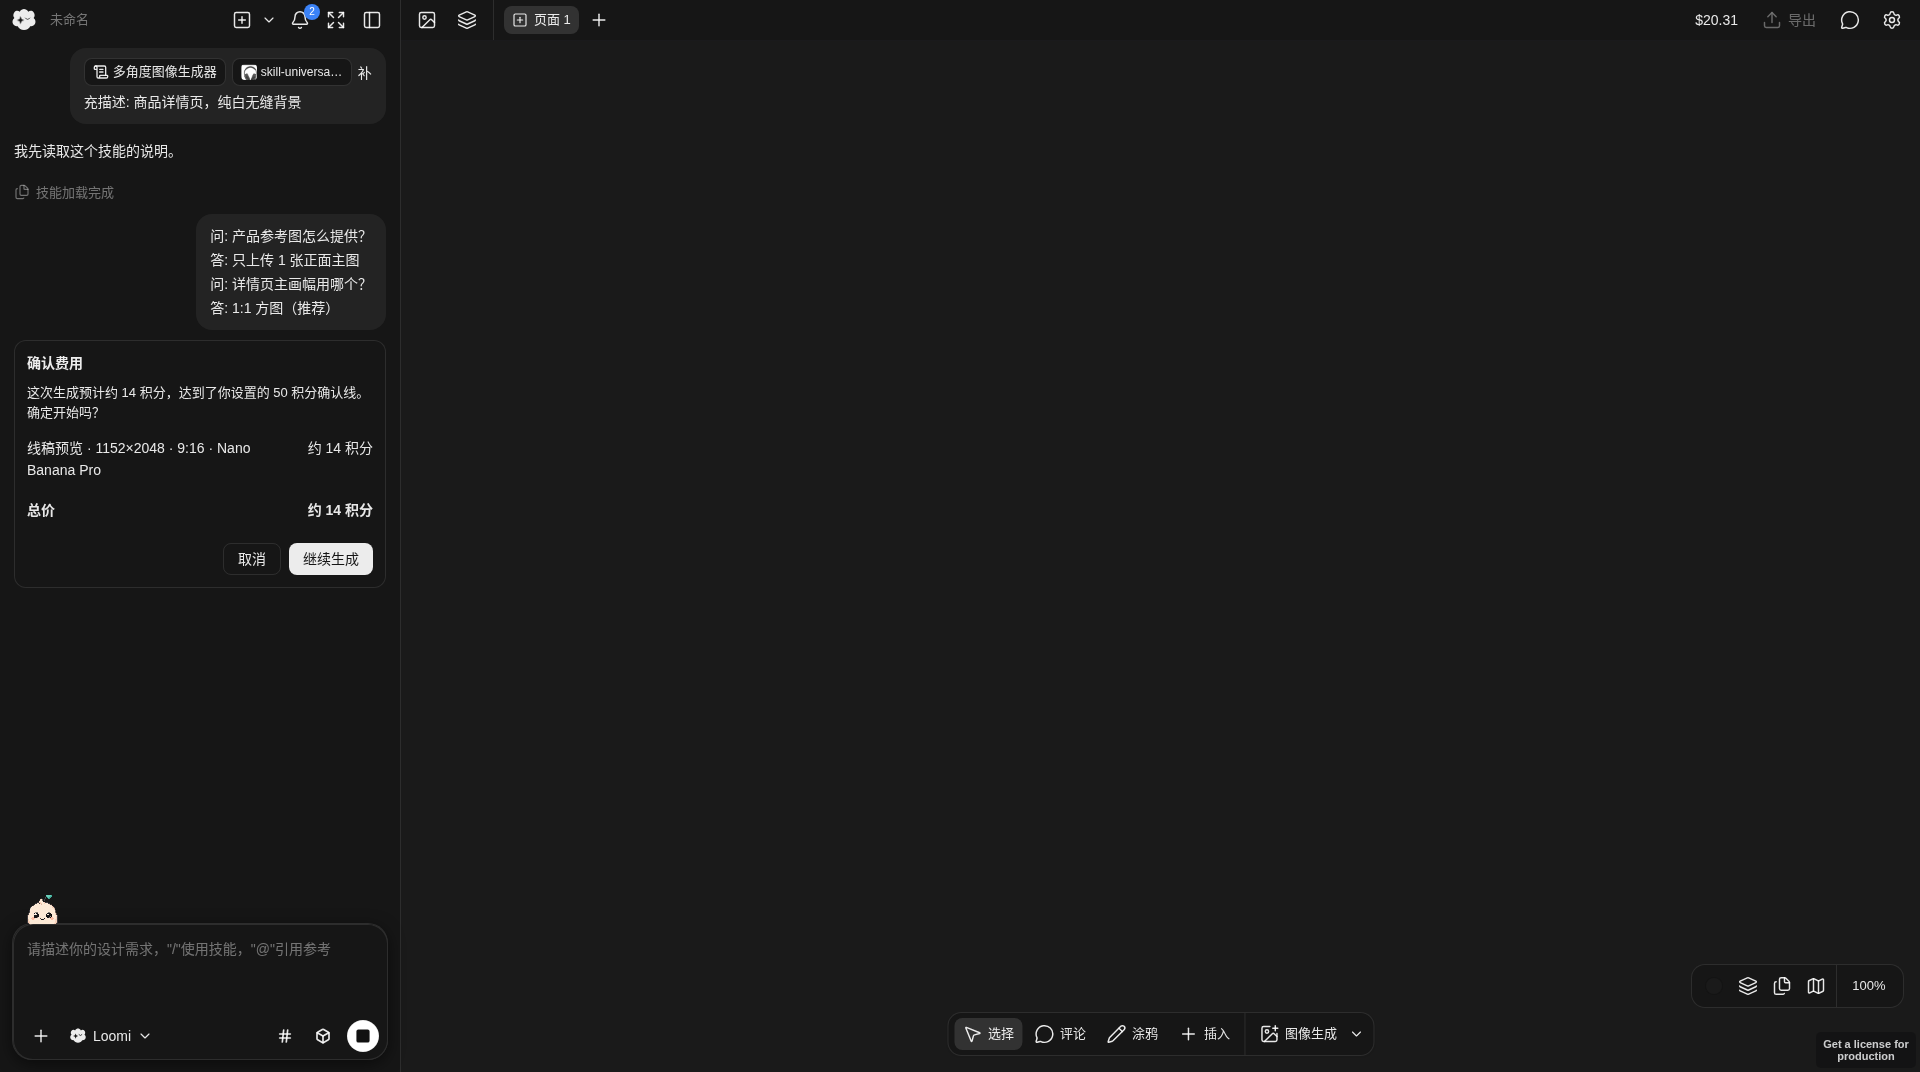 未命名
2
页面 1
$20.31
导出
多角度图像生成器 skill-universa... 补
充描述: 商品详情页，纯白无缝背景
我先读取这个技能的说明。
技能加载完成
问: 产品参考图怎么提供?
答: 只上传 1 张正面主图
问: 详情页主画幅用哪个?
答: 1:1 方图（推荐）
确认费用
这次生成预计约 14 积分，达到了你设置的 50 积分确认线。
确定开始吗?
线稿预览 · 1152×2048 · 9:16 · Nano 约 14 积分
Banana Pro
总价 约 14 积分
取消 继续生成
请描述你的设计需求，"/"使用技能，"@"引用参考
Loomi
选择 评论 涂鸦 插入 图像生成
100%
Get a license for
production